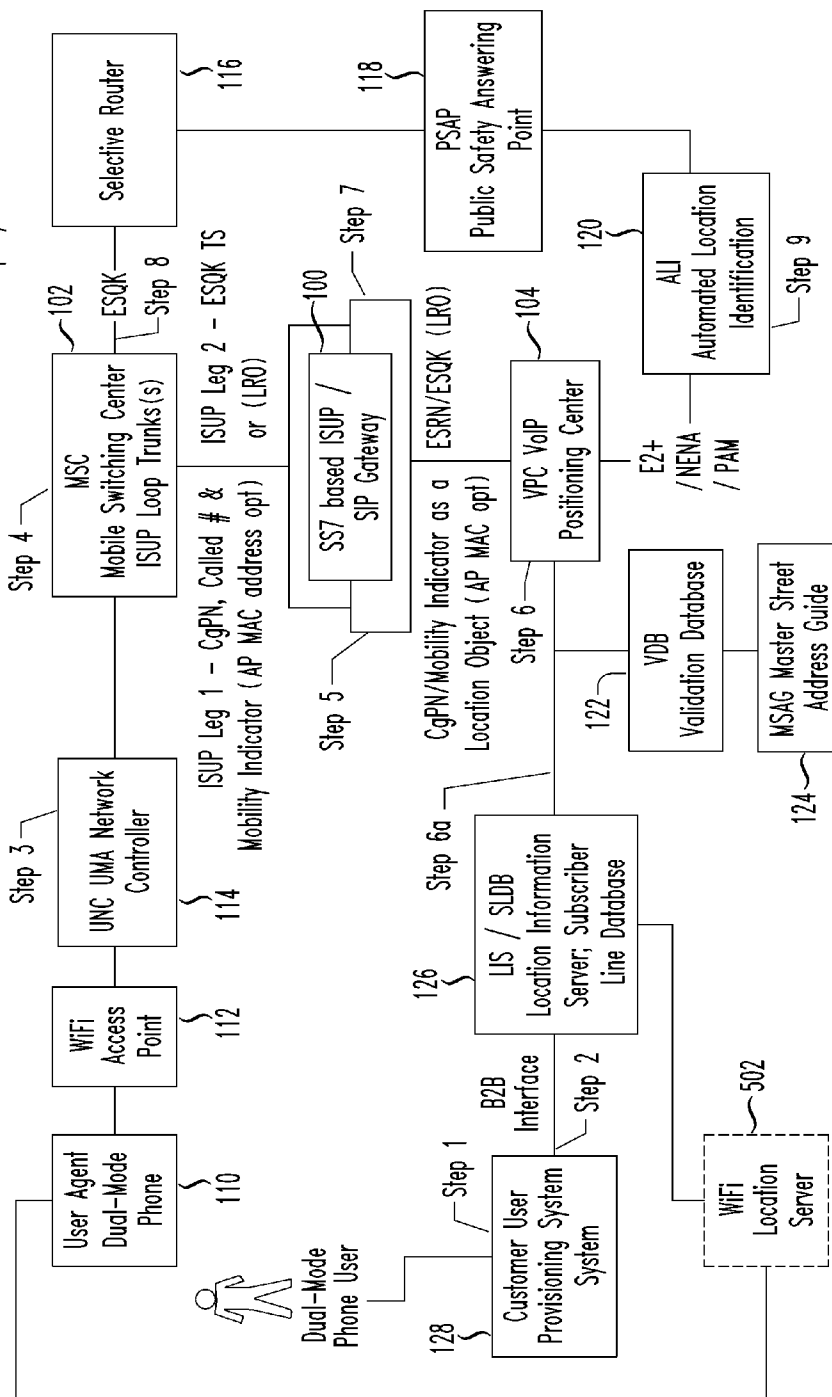 Step 4
102
MSC
Mobile Switching Center
ISUP Loop Trunks(s)
ESQK
Step 8
Selective Router
116
Step 3
UNC UMA Network
Controller
114
WiFi
Access
Point
112
User Agent
Dual-Mode
Phone
110
ISUP Leg 1 - CgPN, Called # &
Mobility Indicator (AP MAC address opt)
ISUP Leg 2 - ESQK TS
or (LRO)
Step 7
100
SS7 based ISUP /
SIP Gateway
Step 5
118
PSAP
Public Safety Answering
Point
CgPN/Mobility Indicator as a
Location Object (AP MAC opt)
ESRN/ESQK (LRO)
104
VPC VoIP
Positioning Center
Step 6
E2+
/NENA
/ PAM
120
ALI
Automated Location
Identification
Step 9
Step 6a
122
VDB
Validation Database
MSAG Master Street
Address Guide
124
126
LIS / SLDB
Location Information
Server; Subscriber
Line Database
B2B
Interface
Step 2
Step 1
Dual-Mode
Phone User
Customer User
Provisioning System
System
128
502
WiFi
Location
Server